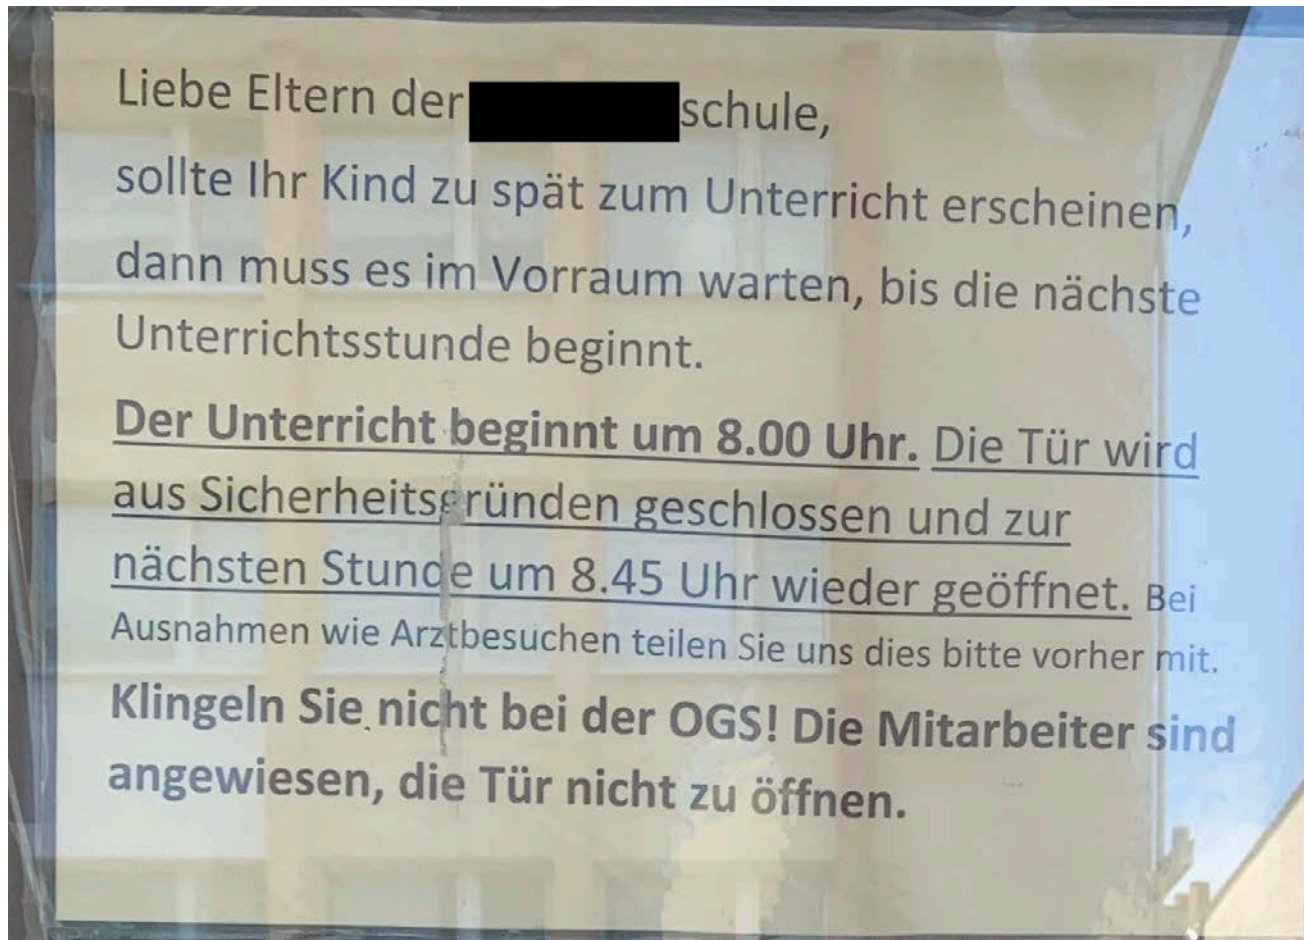 Liebe Eltern der schule,
sollte Ihr Kind zu spät zum Unterricht erscheinen,
dann muss es im Vorraum warten, bis die nächste
Unterrichtsstunde beginnt.
Der Unterricht beginnt um 8.00 Uhr. Die Tür wird
aus Sicherheitsgründen geschlossen und zur
nächsten Stunde um 8.45 Uhr wieder geöffnet. Bei
Ausnahmen wie Arztbesuchen teilen Sie uns dies bitte vorher mit.
Klingeln Sie nicht bei der OGS! Die Mitarbeiter sind
angewiesen, die Tür nicht zu öffnen.